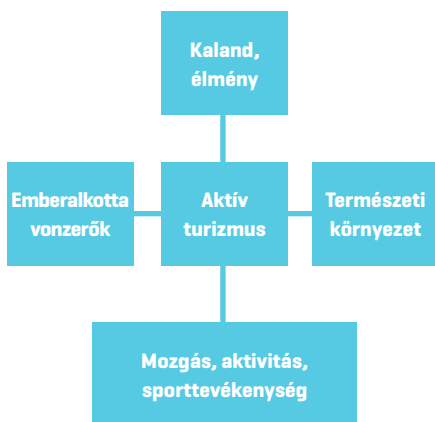 Kaland,
élmény
Emberalkotta
vonzerők
Aktív
turizmus
Természeti
környezet
Mozgás, aktivitás,
sporttevékenység